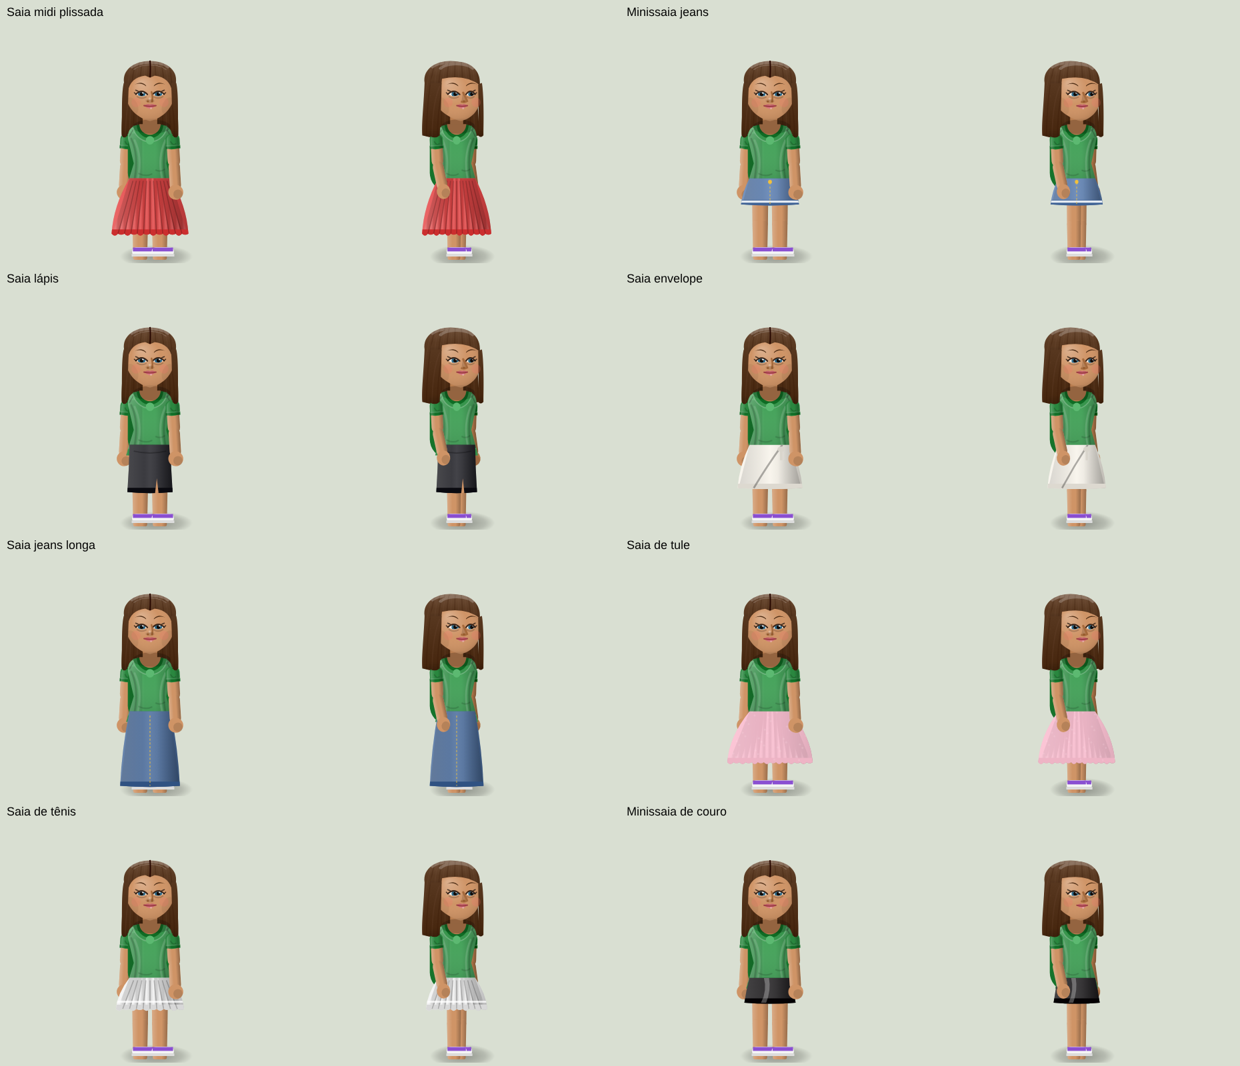 Saia midi plissada
Minissaia jeans
Saia lápis
Saia envelope
Saia jeans longa
Saia de tule
Saia de tênis
Minissaia de couro